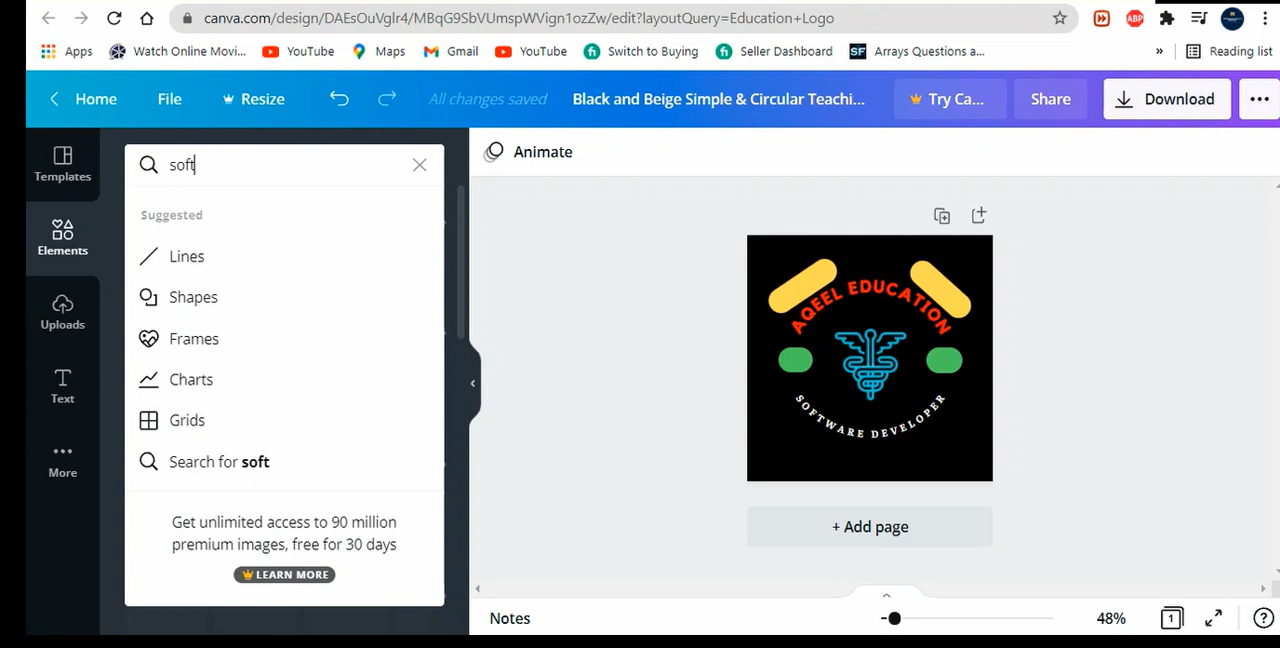 canva.com/design/DAEsOuVglr4/MBqG9SbVUmspWVign1ozZw/edit?layoutQuery=Education+Logo
ABP
Apps Watch Online Movi... YouTube Maps Gmail YouTube Switch to Buying Seller Dashboard SF Arrays Questions a... » Reading list
Home File Resize All changes saved Black and Beige Simple & Circular Teachi... Try Ca... Share Download
Templates
Elements
Uploads
Text
More
soft
Suggested
Lines
Shapes
Frames
Charts
Grids
Search for soft
Get unlimited access to 90 million
premium images, free for 30 days
LEARN MORE
Animate
AQEEL EDUCATION
SOFTWARE DEVELOPER
+ Add page
Notes 48% 1 ?